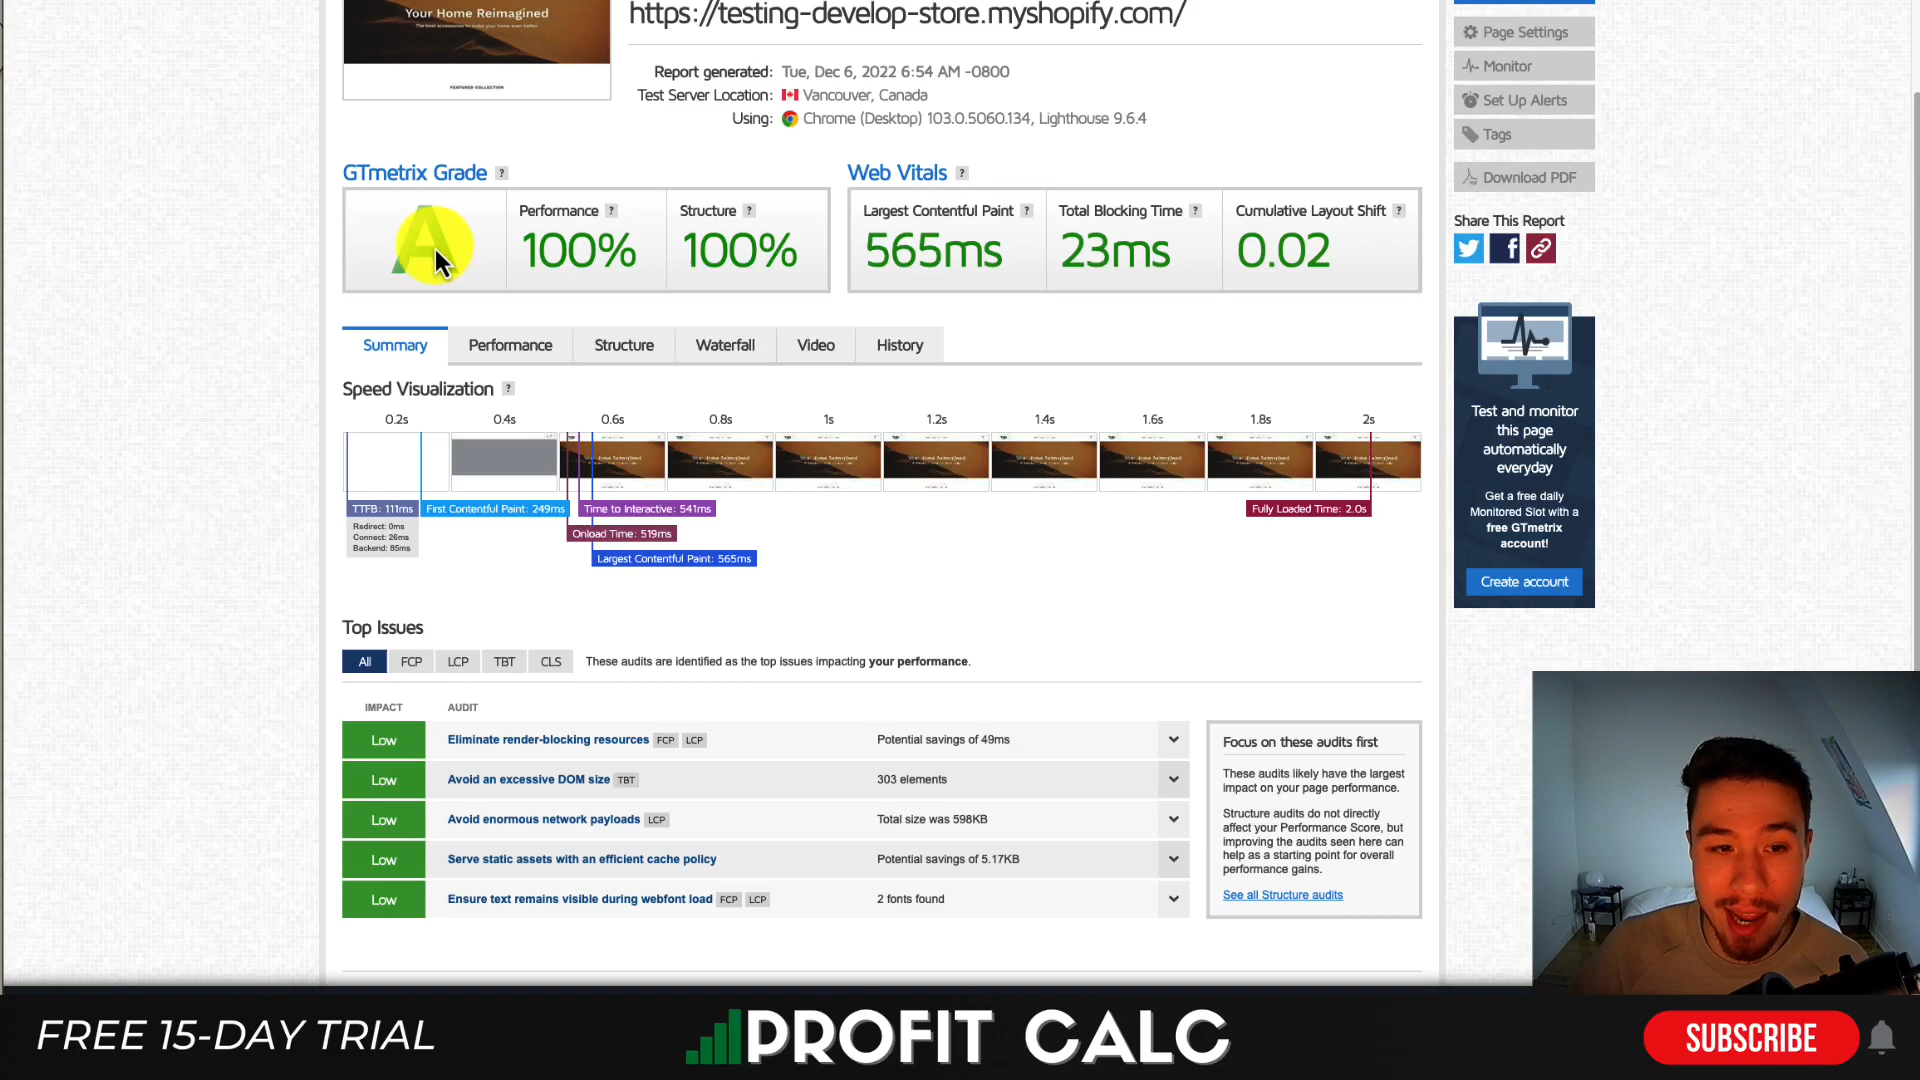 Your Home Reimagined
The best accessories to make your home even better.
FEATURED COLLECTION
https://testing-develop-store.myshopify.com/
Report generated: Tue, Dec 6, 2022 6:54 AM -0800
Test Server Location: Vancouver, Canada
Using: Chrome (Desktop) 103.0.5060.134, Lighthouse 9.6.4
Page Settings
Monitor
Set Up Alerts
Tags
Download PDF
Share This Report
GTmetrix Grade ?
A
Performance ?
100%
Structure ?
100%
Web Vitals ?
Largest Contentful Paint ?
565ms
Total Blocking Time ?
23ms
Cumulative Layout Shift ?
0.02
Summary Performance Structure Waterfall Video History
Speed Visualization ?
0.2s 0.4s 0.6s 0.8s 1s 1.2s 1.4s 1.6s 1.8s 2s
TTFB: 111ms First Contentful Paint: 249ms Time to Interactive: 541ms Fully Loaded Time: 2.0s
Redirect: 0ms
Connect: 26ms
Backend: 85ms
Onload Time: 519ms
Largest Contentful Paint: 565ms
Test and monitor
this page
automatically
everyday
Get a free daily
Monitored Slot with a
free GTmetrix
account!
Create account
Top Issues
All FCP LCP TBT CLS These audits are identified as the top issues impacting your performance.
IMPACT AUDIT
Low Eliminate render-blocking resources FCP LCP Potential savings of 49ms
Low Avoid an excessive DOM size TBT 303 elements
Low Avoid enormous network payloads LCP Total size was 598KB
Low Serve static assets with an efficient cache policy Potential savings of 5.17KB
Low Ensure text remains visible during webfont load FCP LCP 2 fonts found
Focus on these audits first
These audits likely have the largest
impact on your page performance.
Structure audits do not directly
affect your Performance Score, but
improving the audits seen here can
help as a starting point for overall
performance gains.
See all Structure audits
FREE 15-DAY TRIAL
PROFIT CALC
SUBSCRIBE